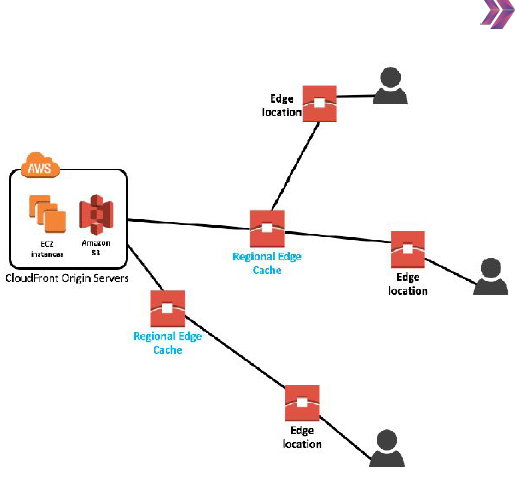 Edge
location
AWS
EC2
instances
Amazon
S3
CloudFront Origin Servers
Regional Edge
Cache
Edge
location
Regional Edge
Cache
Edge
location